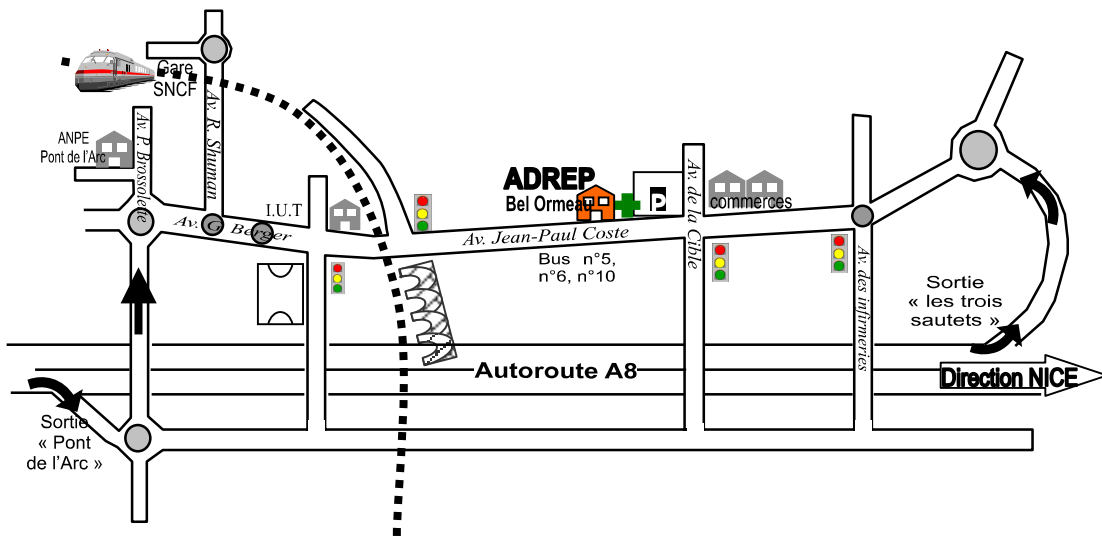 Gare
SNCF
ANPE
Pont de l'Arc
Av. P. Brossolette
Av. R. Shuman
I.U.T
Av. G. Berger
ADREP
Bel Ormeau
P
Av. de la Cible
commerces
Av. Jean-Paul Coste
Bus n°5,
n°6, n°10
Av. des infirmeries
Sortie
« les trois
sautets »
Autoroute A8
Direction NICE
Sortie
« Pont
de l'Arc »